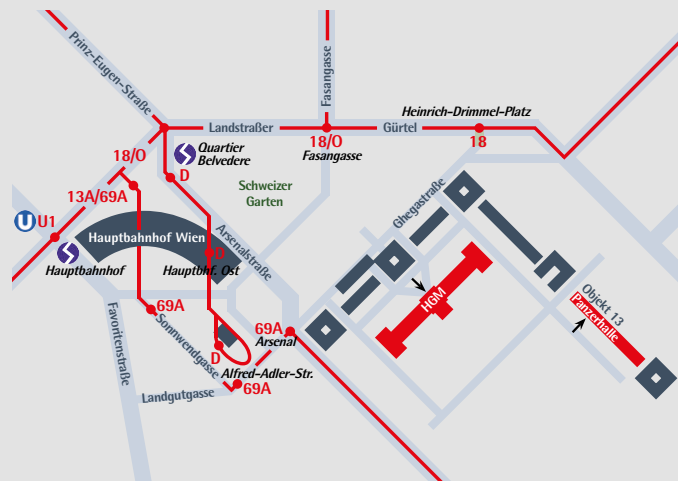 Prinz-Eugen-Straße
Fasangasse
Heinrich-Drimmel-Platz
Landstraßer
Gürtel
18/O
18/O
Fasangasse
18
Quartier
Belvedere
D
13A/69A
Schweizer
Garten
Ghegastraße
U U1
Hauptbahnhof
Hauptbahnhof Wien
Arsenalstraße
D
Hauptbhf. Ost
HGM
Objekt 13
Panzerhalle
69A
Favoritenstraße
Sonnwendgasse
D
69A
Arsenal
Alfred-Adler-Str.
69A
Landgutgasse